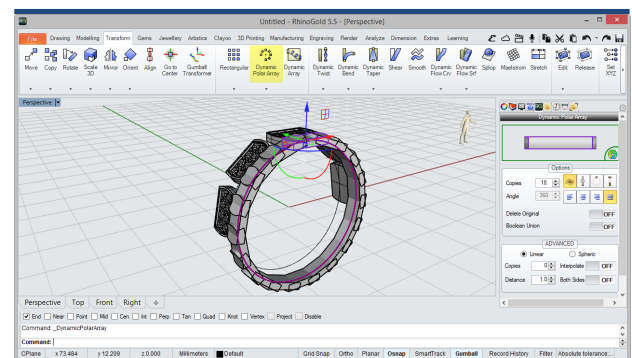 Untitled - RhinoGold 5.5 - [Perspective]
File Drawing Modelling Transform Gems Jewellery Artistics Clayoo 3D Printing Manufacturing Engraving Render Analyze Dimension Extras Learning
Move Copy Rotate Scale 3D Mirror Orient Align Go to Center Gumball Transformer Rectangular Dynamic Polar Array Dynamic Array Dynamic Twist Dynamic Bend Dynamic Taper Shear Smooth Dynamic Flow Crv Dynamic Flow Srf Splop Maelstrom Stretch Edit Release Set XYZ
Perspective
Dynamic Polar Array
Options
Copies 18
Angle 360
Delete Original OFF
Boolean Union OFF
ADVANCED
Linear Spheric
Copies 0 Interpolate OFF
Distance 1.0 Both Sides OFF
Perspective Top Front Right
End Near Point Mid Cen Int Perp Tan Quad Knot Vertex Project Disable
Command: _DynamicPolarArray
Command:
CPlane x 73.484 y 12.209 z 0.000 Millimeters Default Grid Snap Ortho Planar Osnap SmartTrack Gumball Record History Filter Absolute tolerance:...